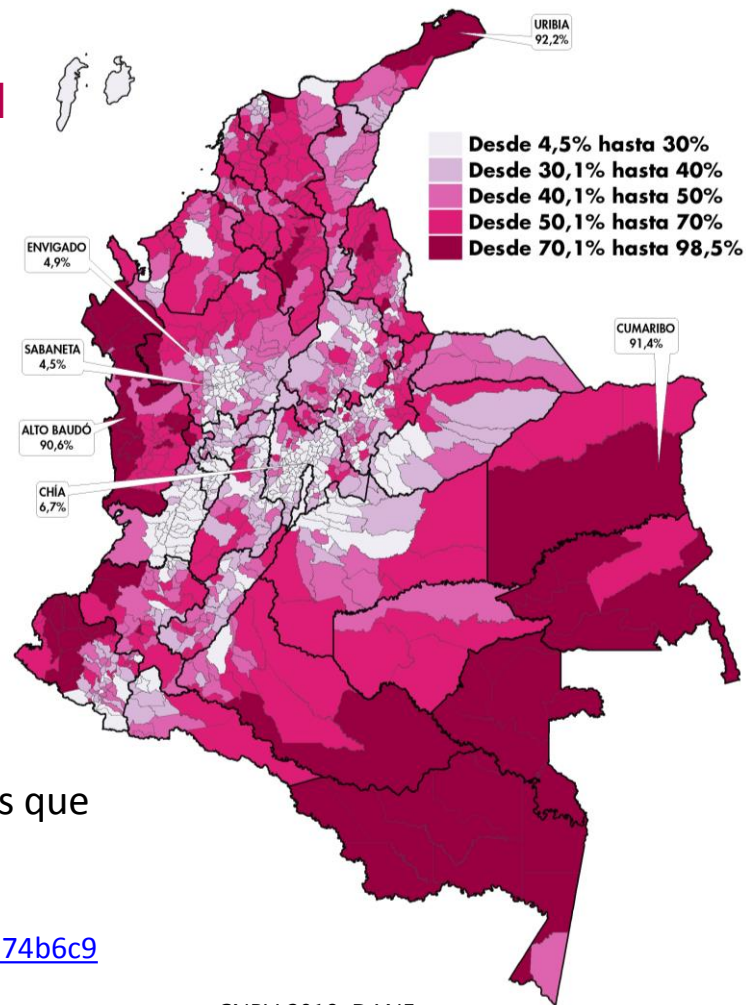 URIBIA
92,2%
Desde 4,5% hasta 30%
Desde 30,1% hasta 40%
Desde 40,1% hasta 50%
Desde 50,1% hasta 70%
Desde 70,1% hasta 98,5%
ENVIGADO
4,9%
SABANETA
4,5%
ALTO BAUDÓ
90,6%
CHÍA
6,7%
CUMARIBO
91,4%
s que
74b6c9